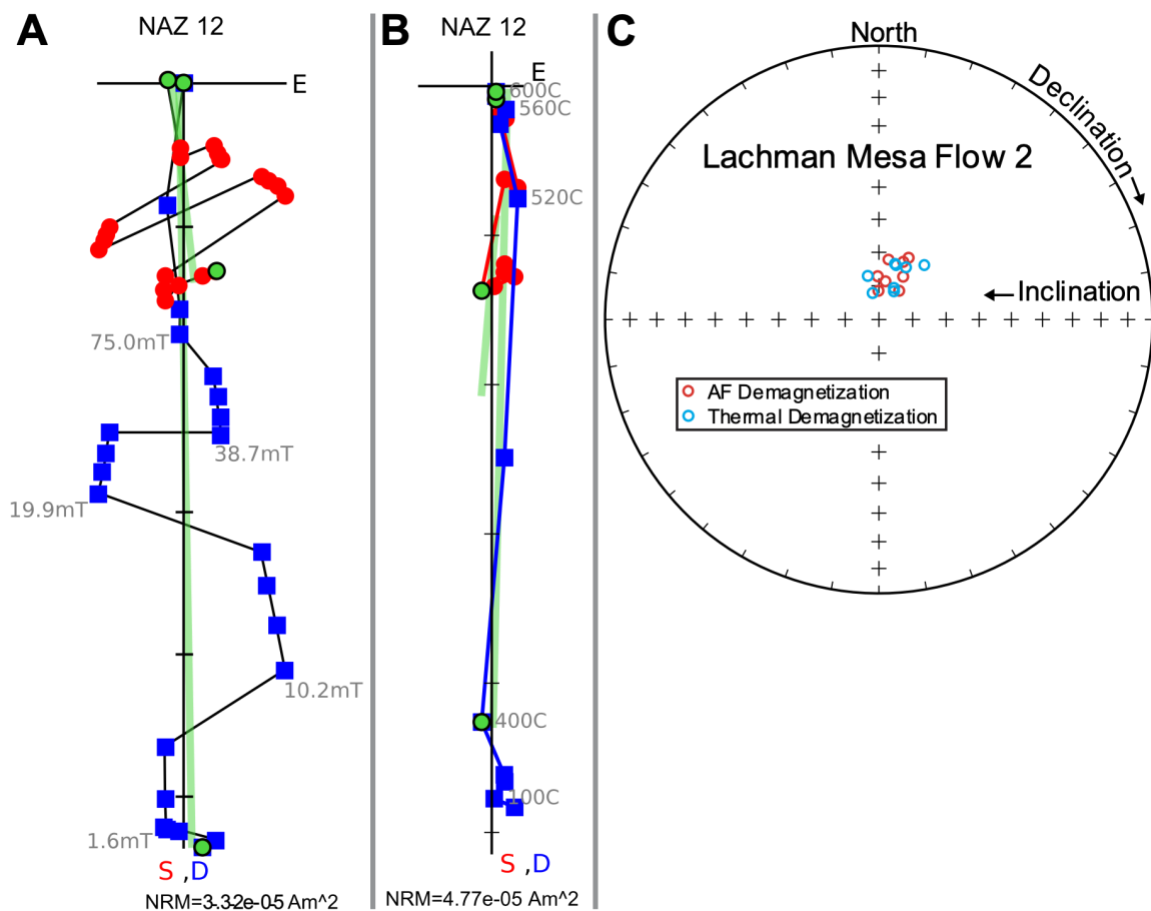 A
NAZ 12
E
75.0mT
38.7mT
19.9mT
10.2mT
1.6mT
S ,D
NRM=3.32e-05 Am^2
B
NAZ 12
E
600C
560C
520C
400C
100C
S ,D
NRM=4.77e-05 Am^2
C
North
Declination
Lachman Mesa Flow 2
Inclination
AF Demagnetization
Thermal Demagnetization